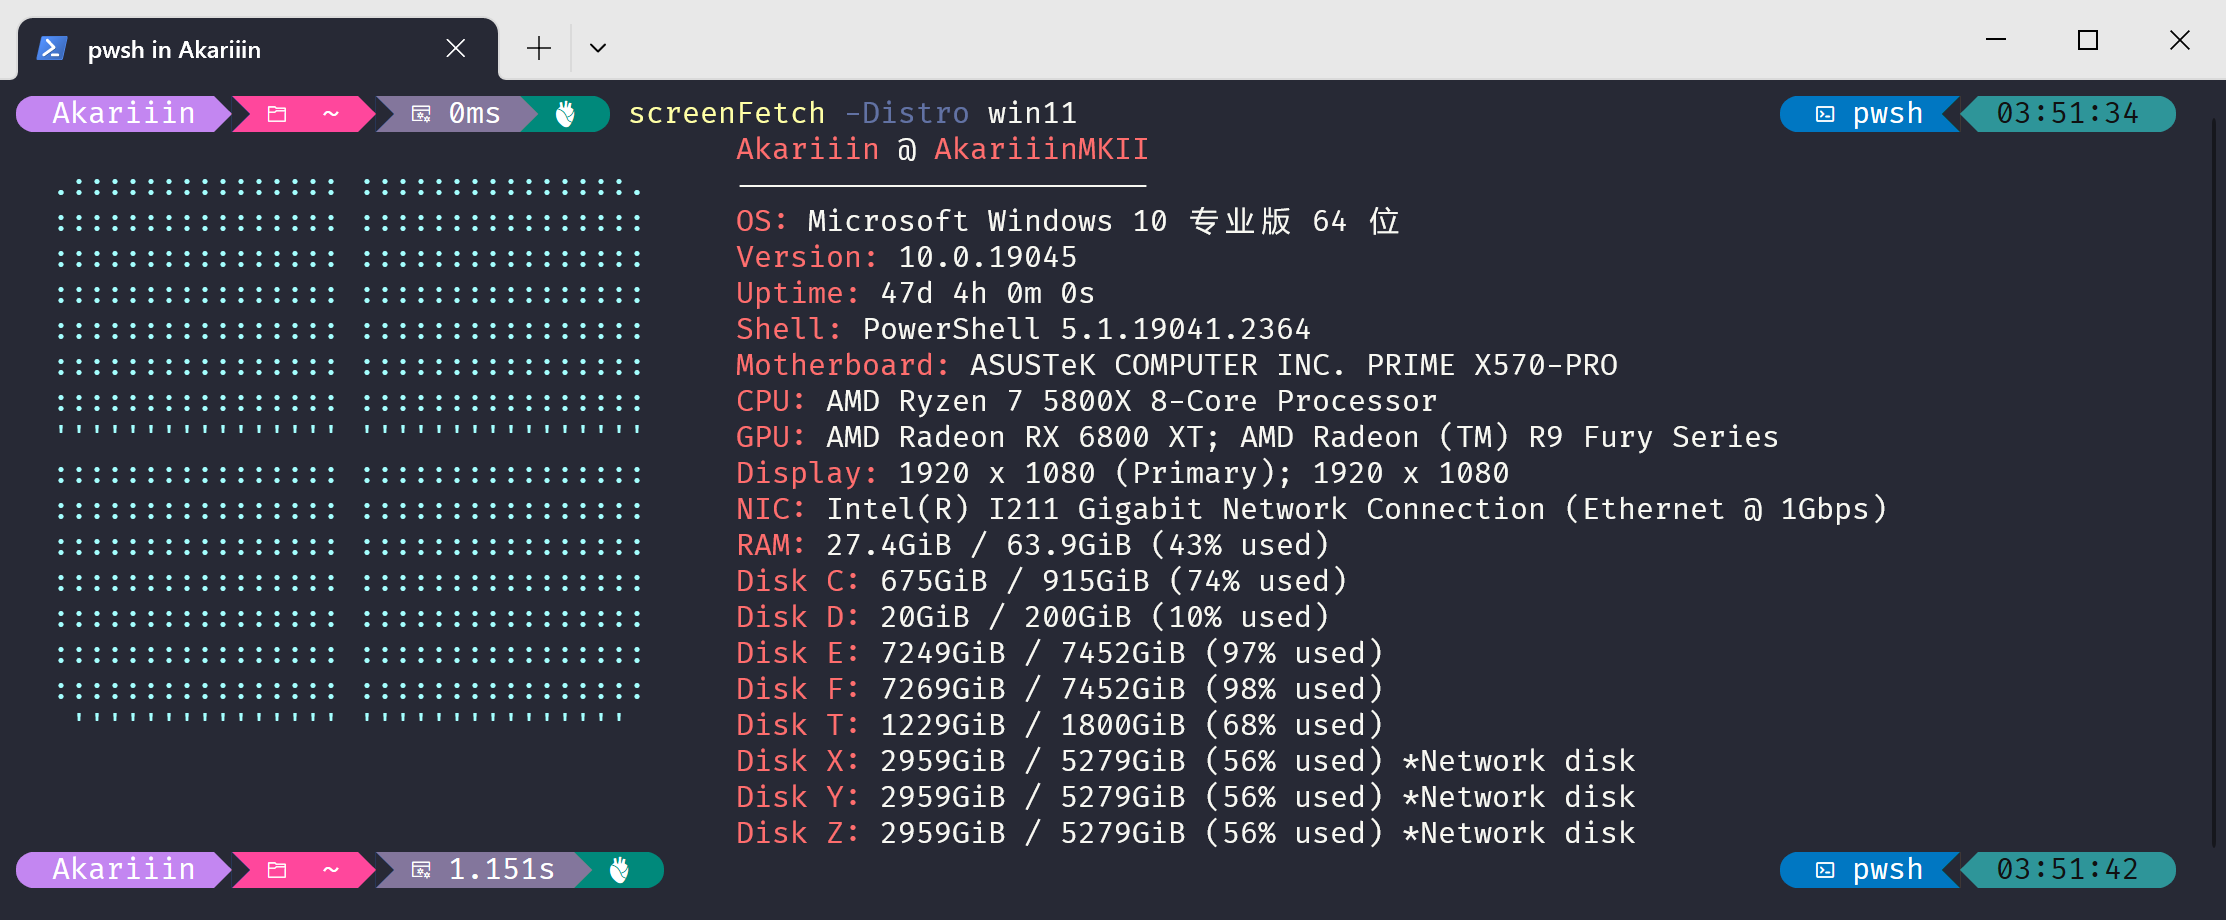 pwsh in Akariiin
Akariiin ~ 0ms screenFetch -Distro win11 pwsh 03:51:34
Akariiin @ AkariiinMKII
OS: Microsoft Windows 10 专业版 64 位
Version: 10.0.19045
Uptime: 47d 4h 0m 0s
Shell: PowerShell 5.1.19041.2364
Motherboard: ASUSTeK COMPUTER INC. PRIME X570-PRO
CPU: AMD Ryzen 7 5800X 8-Core Processor
GPU: AMD Radeon RX 6800 XT; AMD Radeon (TM) R9 Fury Series
Display: 1920 x 1080 (Primary); 1920 x 1080
NIC: Intel(R) I211 Gigabit Network Connection (Ethernet @ 1Gbps)
RAM: 27.4GiB / 63.9GiB (43% used)
Disk C: 675GiB / 915GiB (74% used)
Disk D: 20GiB / 200GiB (10% used)
Disk E: 7249GiB / 7452GiB (97% used)
Disk F: 7269GiB / 7452GiB (98% used)
Disk T: 1229GiB / 1800GiB (68% used)
Disk X: 2959GiB / 5279GiB (56% used) *Network disk
Disk Y: 2959GiB / 5279GiB (56% used) *Network disk
Disk Z: 2959GiB / 5279GiB (56% used) *Network disk
Akariiin ~ 1.151s pwsh 03:51:42